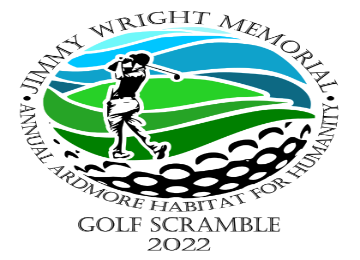 JIMMY WRIGHT MEMORIAL
ANNUAL ARDMORE HABITAT FOR HUMANITY
GOLF SCRAMBLE
2022